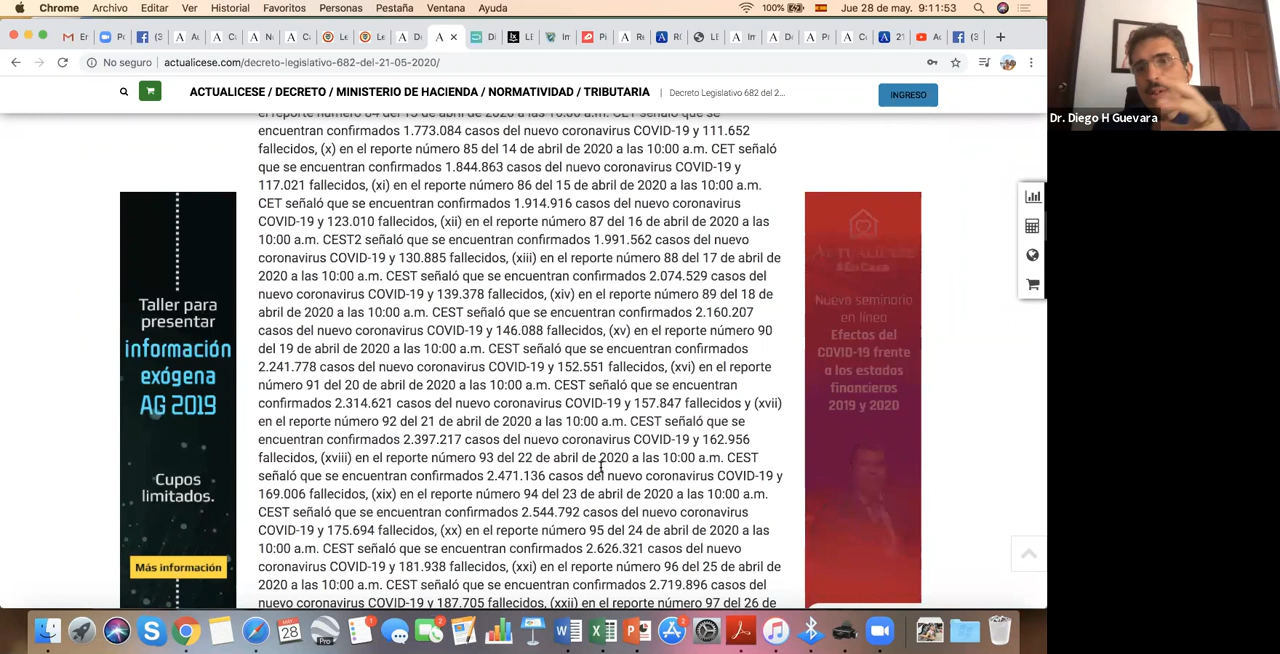 Chrome Archivo Editar Ver Historial Favoritos Personas Pestaña Ventana Ayuda
100% Jue 28 de may. 9:11:53
No seguro actualicese.com/decreto-legislativo-682-del-21-05-2020/
ACTUALICESE / DECRETO / MINISTERIO DE HACIENDA / NORMATIVIDAD / TRIBUTARIA Decreto Legislativo 682 del 2...
INGRESO
Dr. Diego H Guevara
encuentran confirmados 1.773.084 casos del nuevo coronavirus COVID-19 y 111.652
fallecidos, (x) en el reporte número 85 del 14 de abril de 2020 a las 10:00 a.m. CET señaló
que se encuentran confirmados 1.844.863 casos del nuevo coronavirus COVID-19 y
117.021 fallecidos, (xi) en el reporte número 86 del 15 de abril de 2020 a las 10:00 a.m.
CET señaló que se encuentran confirmados 1.914.916 casos del nuevo coronavirus
COVID-19 y 123.010 fallecidos, (xii) en el reporte número 87 del 16 de abril de 2020 a las
10:00 a.m. CEST2 señaló que se encuentran confirmados 1.991.562 casos del nuevo
coronavirus COVID-19 y 130.885 fallecidos, (xiii) en el reporte número 88 del 17 de abril de
2020 a las 10:00 a.m. CEST señaló que se encuentran confirmados 2.074.529 casos del
nuevo coronavirus COVID-19 y 139.378 fallecidos, (xiv) en el reporte número 89 del 18 de
abril de 2020 a las 10:00 a.m. CEST señaló que se encuentran confirmados 2.160.207
casos del nuevo coronavirus COVID-19 y 146.088 fallecidos, (xv) en el reporte número 90
del 19 de abril de 2020 a las 10:00 a.m. CEST señaló que se encuentran confirmados
2.241.778 casos del nuevo coronavirus COVID-19 y 152.551 fallecidos, (xvi) en el reporte
número 91 del 20 de abril de 2020 a las 10:00 a.m. CEST señaló que se encuentran
confirmados 2.314.621 casos del nuevo coronavirus COVID-19 y 157.847 fallecidos y (xvii)
en el reporte número 92 del 21 de abril de 2020 a las 10:00 a.m. CEST señaló que se
encuentran confirmados 2.397.217 casos del nuevo coronavirus COVID-19 y 162.956
fallecidos, (xviii) en el reporte número 93 del 22 de abril de 2020 a las 10:00 a.m. CEST
señaló que se encuentran confirmados 2.471.136 casos del nuevo coronavirus COVID-19 y
169.006 fallecidos, (xix) en el reporte número 94 del 23 de abril de 2020 a las 10:00 a.m.
CEST señaló que se encuentran confirmados 2.544.792 casos del nuevo coronavirus
COVID-19 y 175.694 fallecidos, (xx) en el reporte número 95 del 24 de abril de 2020 a las
10:00 a.m. CEST señaló que se encuentran confirmados 2.626.321 casos del nuevo
coronavirus COVID-19 y 181.938 fallecidos, (xxi) en el reporte número 96 del 25 de abril de
2020 a las 10:00 a.m. CEST señaló que se encuentran confirmados 2.719.896 casos del
nuevo coronavirus COVID-19 y 187.705 fallecidos, (xxii) en el reporte número 97 del 26 de
Taller para
presentar
información
exógena
AG 2019
Cupos
limitados.
Más información
ACTUALÍCESE
#EnCasa
Nuevo seminario
en línea
Efectos del
COVID-19 frente
a los estados
financieros
2019 y 2020